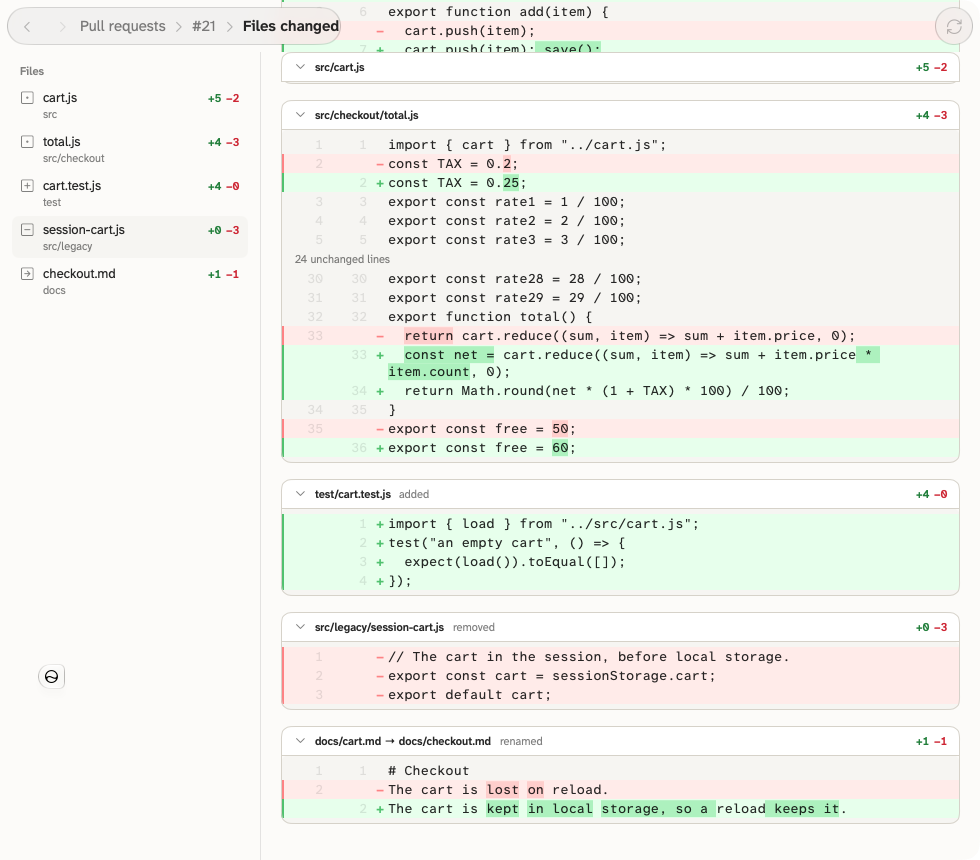 Pull requests #21 Files changed
Files
cart.js +5 −2
src
total.js +4 −3
src/checkout
cart.test.js +4 −0
test
session-cart.js +0 −3
src/legacy
checkout.md +1 −1
docs
6 export function add(item) {
− cart.push(item);
7 + cart.push(item); save();
src/cart.js +5 −2
src/checkout/total.js +4 −3
1 1 import { cart } from "../cart.js";
2 −const TAX = 0.2;
2 +const TAX = 0.25;
3 3 export const rate1 = 1 / 100;
4 4 export const rate2 = 2 / 100;
5 5 export const rate3 = 3 / 100;
24 unchanged lines
30 30 export const rate28 = 28 / 100;
31 31 export const rate29 = 29 / 100;
32 32 export function total() {
33 − return cart.reduce((sum, item) => sum + item.price, 0);
33 + const net = cart.reduce((sum, item) => sum + item.price *
item.count, 0);
34 + return Math.round(net * (1 + TAX) * 100) / 100;
34 35 }
35 −export const free = 50;
36 +export const free = 60;
test/cart.test.js added +4 −0
1 +import { load } from "../src/cart.js";
2 +test("an empty cart", () => {
3 + expect(load()).toEqual([]);
4 +});
src/legacy/session-cart.js removed +0 −3
1 −// The cart in the session, before local storage.
2 −export const cart = sessionStorage.cart;
3 −export default cart;
docs/cart.md → docs/checkout.md renamed +1 −1
1 1 # Checkout
2 −The cart is lost on reload.
2 +The cart is kept in local storage, so a reload keeps it.